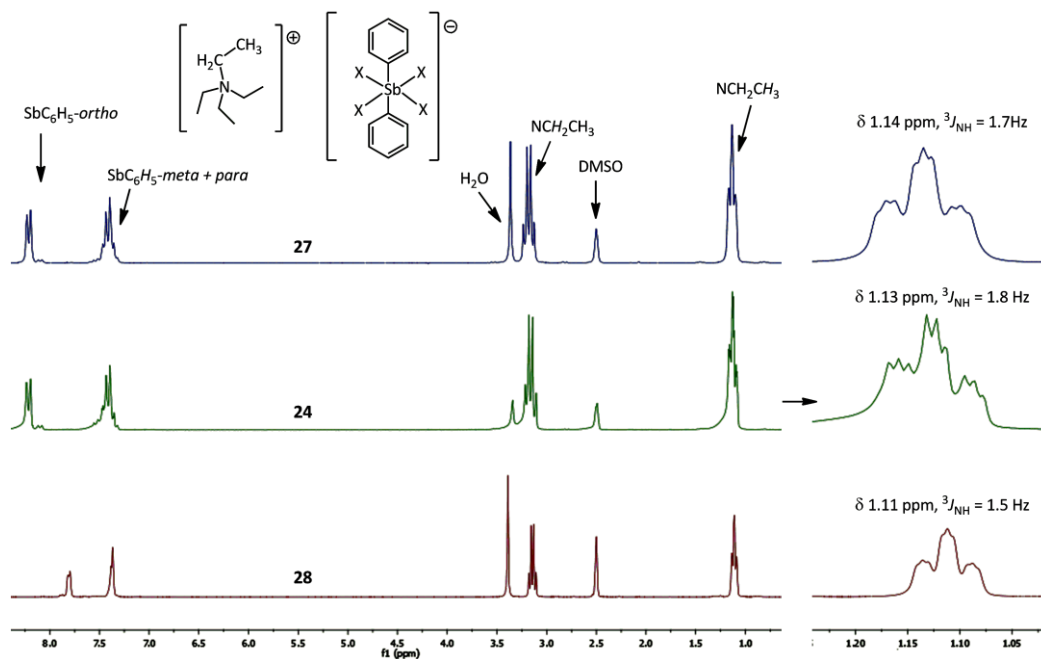 CH₃
H₂C
N
⊕
⊖
X X
Sb
X X
SbC₆H₅-ortho
SbC₆H₅-meta + para
H₂O
NCH₂CH₃
DMSO
NCH₂CH₃
δ 1.14 ppm, ³J_NH = 1.7Hz
27
δ 1.13 ppm, ³J_NH = 1.8 Hz
24
δ 1.11 ppm, ³J_NH = 1.5 Hz
28
8.0 7.5 7.0 6.5 6.0 5.5 5.0 4.5 4.0 3.5 3.0 2.5 2.0 1.5 1.0
f1 (ppm)
1.20 1.15 1.10 1.05